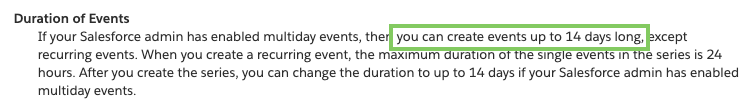 Duration of Events
If your Salesforce admin has enabled multiday events, then you can create events up to 14 days long, except
recurring events. When you create a recurring event, the maximum duration of the single events in the series is 24
hours. After you create the series, you can change the duration to up to 14 days if your Salesforce admin has enabled
multiday events.